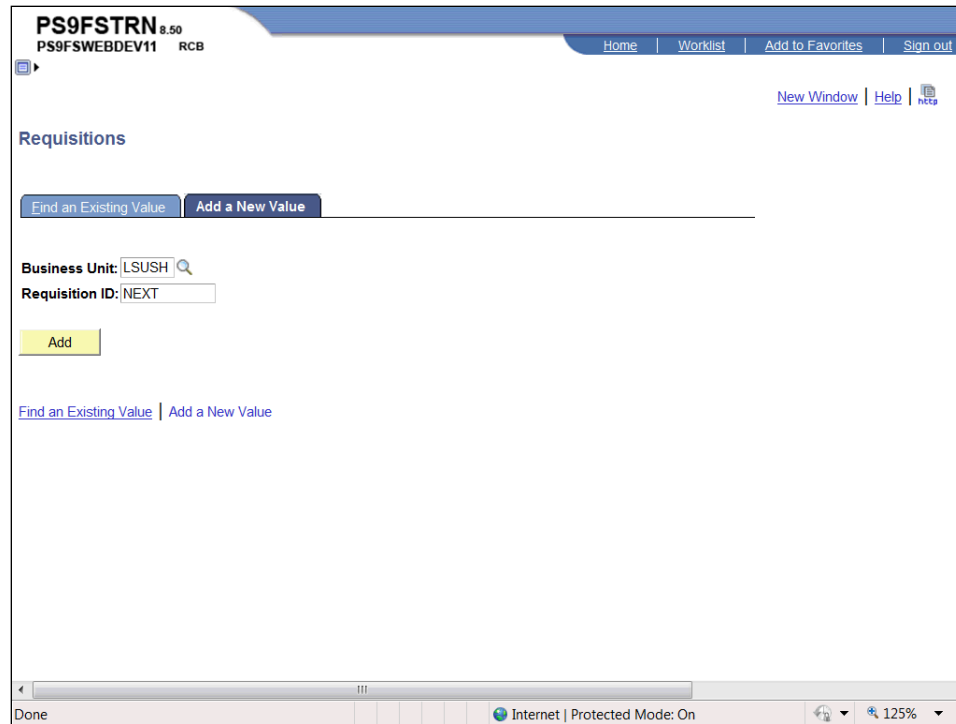 PS9FSTRN 8.50
PS9FSWEBDEV11 RCB
Home | Worklist | Add to Favorites | Sign out
New Window | Help | http
Requisitions
Find an Existing Value Add a New Value
Business Unit: LSUSH
Requisition ID: NEXT
Add
Find an Existing Value | Add a New Value
Done Internet | Protected Mode: On 125%